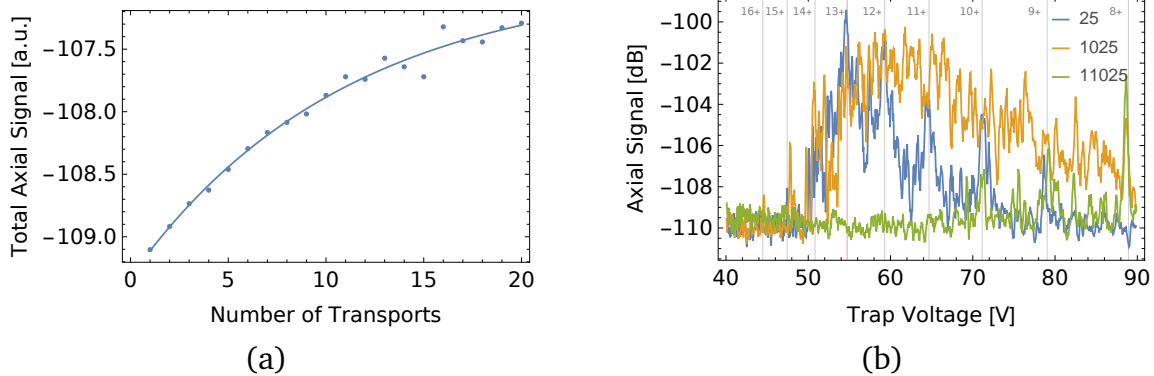 Total Axial Signal [a.u.]
−107.5
−108.0
−108.5
−109.0
0 5 10 15 20
Number of Transports
(a)
Axial Signal [dB]
−100
−102
−104
−106
−108
−110
16+ 15+ 14+ 13+ 12+ 11+ 10+ 9+ 8+
25
1025
11025
40 50 60 70 80 90
Trap Voltage [V]
(b)